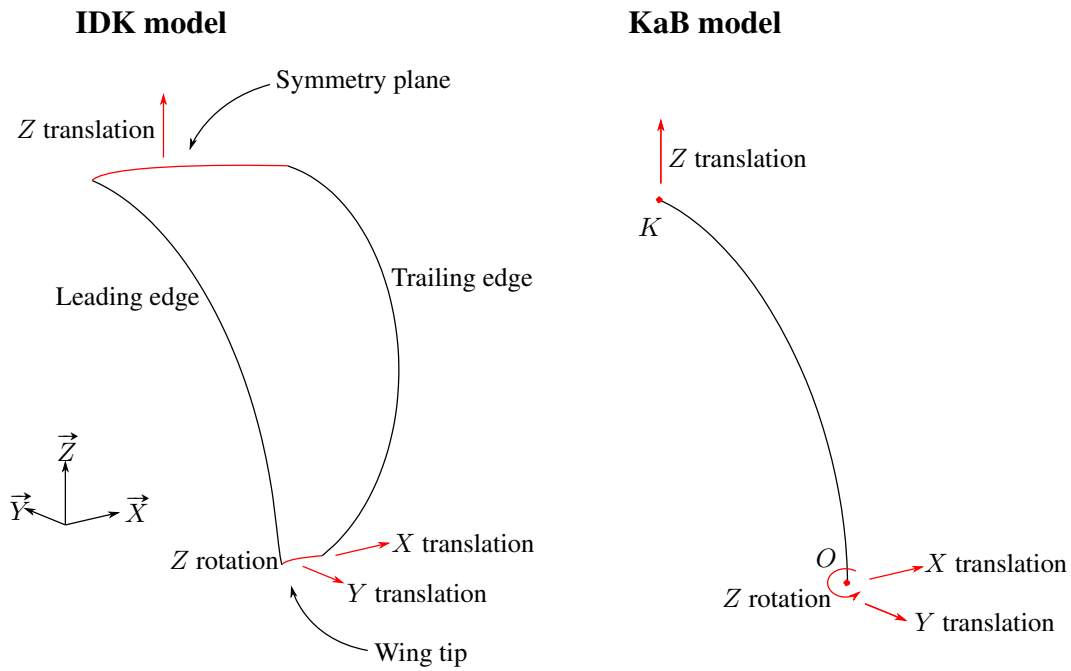 IDK model
KaB model
Symmetry plane
Z translation
Z translation
K
Leading edge
Trailing edge
Z
Y
X
Z rotation
X translation
Y translation
Wing tip
O
X translation
Z rotation
Y translation